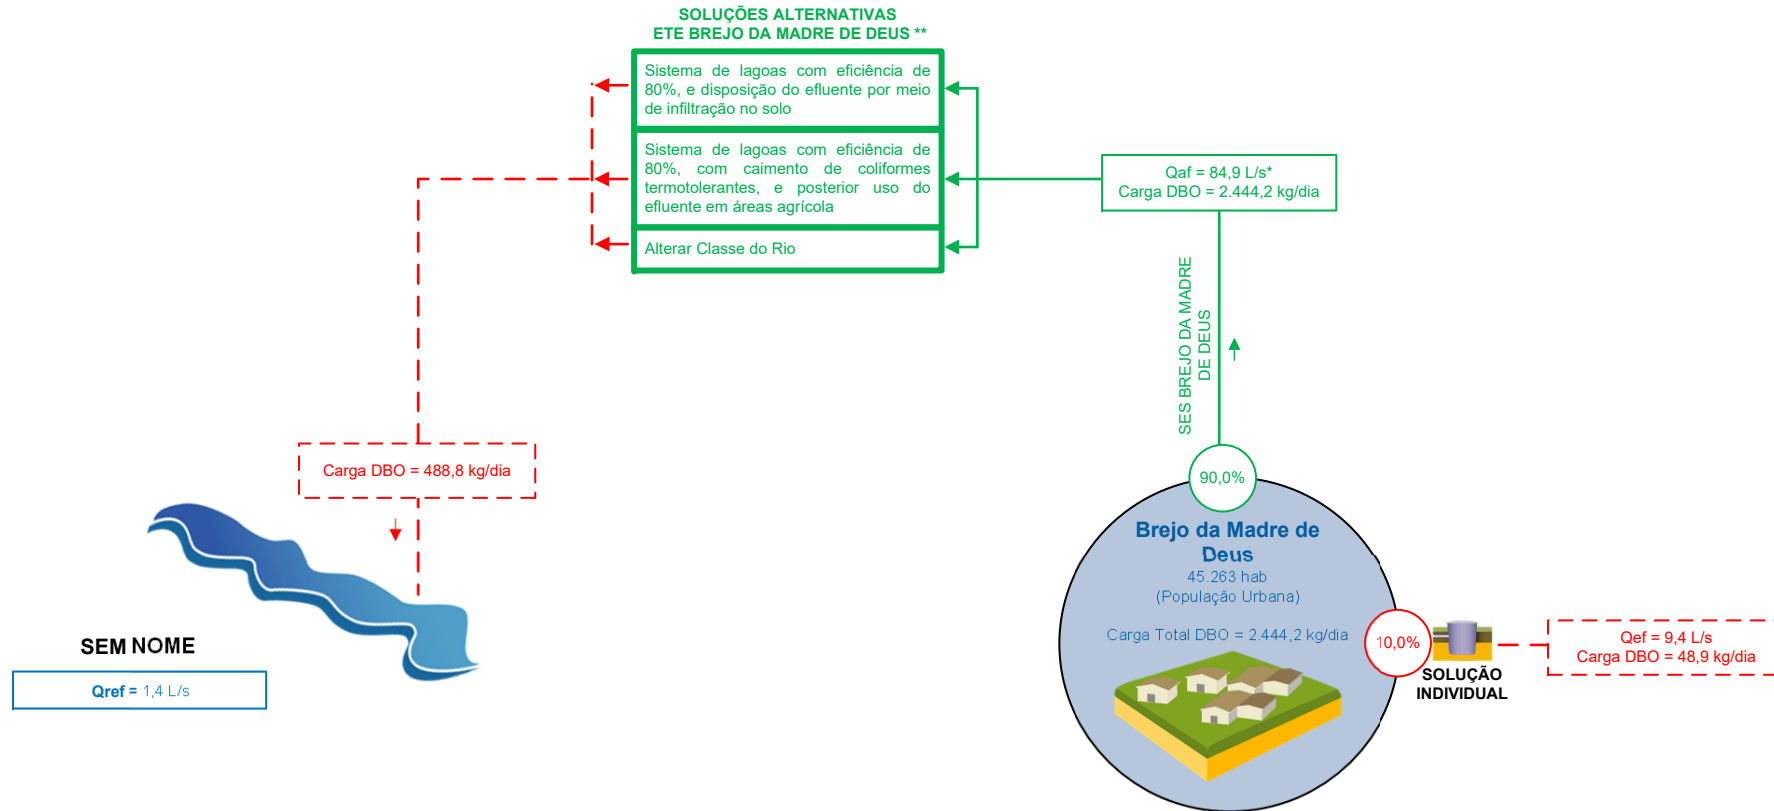 SOLUÇÕES ALTERNATIVAS
ETE BREJO DA MADRE DE DEUS **
Sistema de lagoas com eficiência de
80%, e disposição do efluente por meio
de infiltração no solo
Sistema de lagoas com eficiência de
80%, com caimento de coliformes
termotolerantes, e posterior uso do
efluente em áreas agrícola
Alterar Classe do Rio
Qaf = 84,9 L/s*
Carga DBO = 2.444,2 kg/dia
SES BREJO DA MADRE
DE DEUS
Carga DBO = 488,8 kg/dia
90,0%
Brejo da Madre de
Deus
45.263 hab
(População Urbana)
Carga Total DBO = 2.444,2 kg/dia
10,0%
SOLUÇÃO
INDIVIDUAL
Qef = 9,4 L/s
Carga DBO = 48,9 kg/dia
SEM NOME
Qref = 1,4 L/s